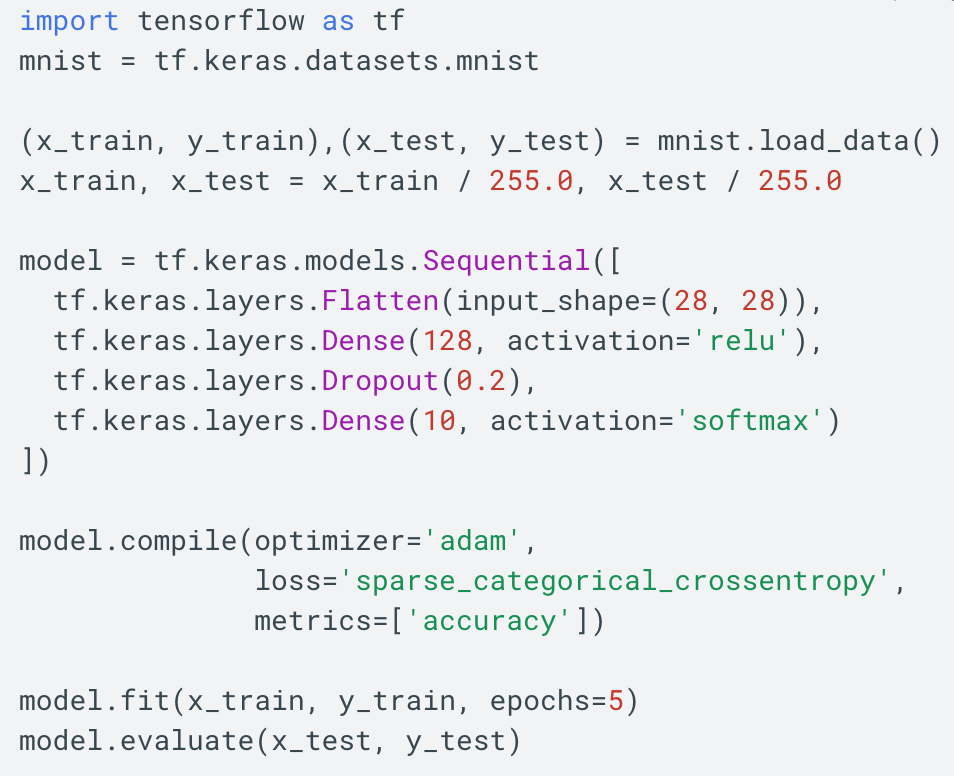 import tensorflow as tf
mnist = tf.keras.datasets.mnist

(x_train, y_train),(x_test, y_test) = mnist.load_data()
x_train, x_test = x_train / 255.0, x_test / 255.0

model = tf.keras.models.Sequential([
  tf.keras.layers.Flatten(input_shape=(28, 28)),
  tf.keras.layers.Dense(128, activation='relu'),
  tf.keras.layers.Dropout(0.2),
  tf.keras.layers.Dense(10, activation='softmax')
])

model.compile(optimizer='adam',
              loss='sparse_categorical_crossentropy',
              metrics=['accuracy'])

model.fit(x_train, y_train, epochs=5)
model.evaluate(x_test, y_test)